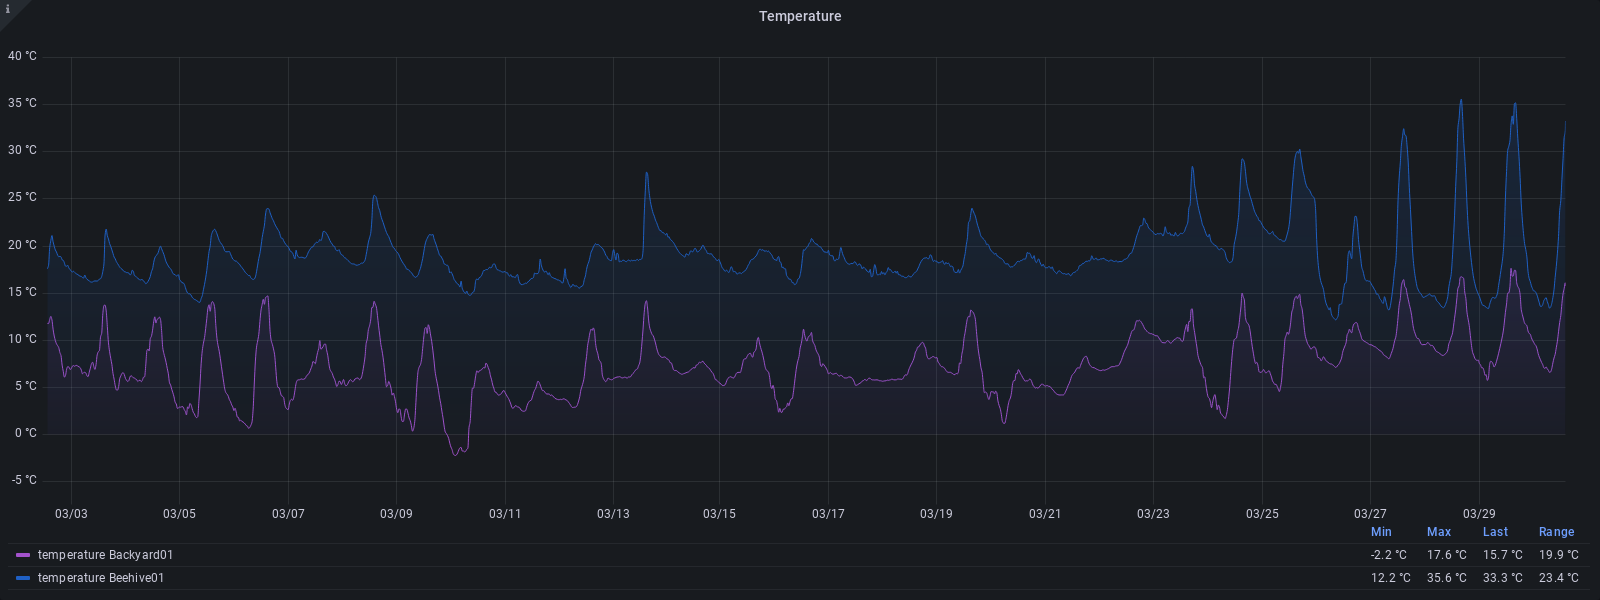 i
Temperature
40 °C
35 °C
30 °C
25 °C
20 °C
15 °C
10 °C
5 °C
0 °C
-5 °C
03/03 03/05 03/07 03/09 03/11 03/13 03/15 03/17 03/19 03/21 03/23 03/25 03/27 03/29
Min Max Last Range
temperature Backyard01 -2.2 °C 17.6 °C 15.7 °C 19.9 °C
temperature Beehive01 12.2 °C 35.6 °C 33.3 °C 23.4 °C